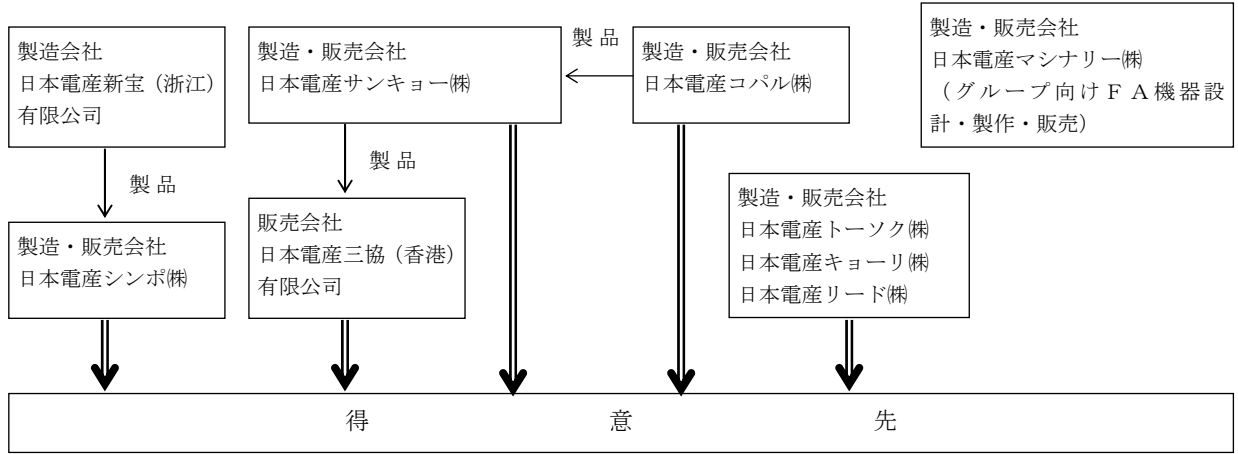 製造会社
日本電産新宝（浙江）
有限公司
製造・販売会社
日本電産サンキョー㈱
製 品
製造・販売会社
日本電産コパル㈱
製造・販売会社
日本電産マシナリー㈱
（グループ向けＦＡ機器設
計・製作・販売）
製 品
製 品
製造・販売会社
日本電産シンポ㈱
販売会社
日本電産三協（香港）
有限公司
製造・販売会社
日本電産トーソク㈱
日本電産キョーリ㈱
日本電産リード㈱
得 意 先